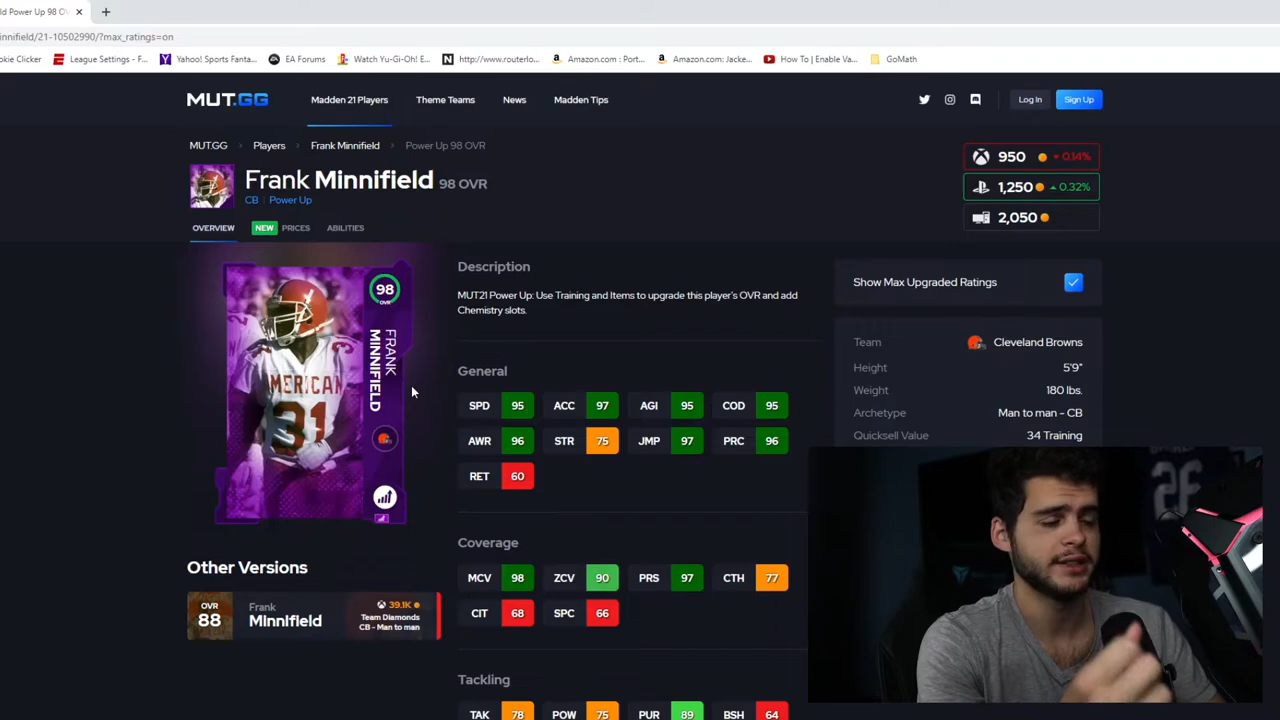 ld Power Up 98 O
nnifield/21-10502990/?max_ratings=on
okie Clicker League Settings - F... Yahoo! Sports Fanta... EA Forums Watch Yu-Gi-Oh! E... http://www.routerlo... Amazon.com : Port... Amazon.com: Jacke... How To | Enable Va... GoMath
MUT.GG Madden 21 Players Theme Teams News Madden Tips Log In Sign Up
MUT.GG > Players > Frank Minnifield > Power Up 98 OVR
950 0.14%
Frank Minnifield 98 OVR
1,250 0.32%
CB | Power Up
2,050
OVERVIEW NEW PRICES ABILITIES
98
OVR
FRANK
MINNIFIELD
MERICAN
31
Description
MUT21 Power Up: Use Training and Items to upgrade this player's OVR and add
Chemistry slots.
Show Max Upgraded Ratings
Team Cleveland Browns
Height 5'9"
Weight 180 lbs.
Archetype Man to man - CB
Quicksell Value 34 Training
General
SPD 95 ACC 97 AGI 95 COD 95
AWR 96 STR 75 JMP 97 PRC 96
RET 60
Coverage
MCV 98 ZCV 90 PRS 97 CTH 77
CIT 68 SPC 66
Tackling
TAK 78 POW 75 PUR 89 BSH 64
Other Versions
OVR
88
Frank
Minnifield
39.1K
Team Diamonds
CB - Man to man
26